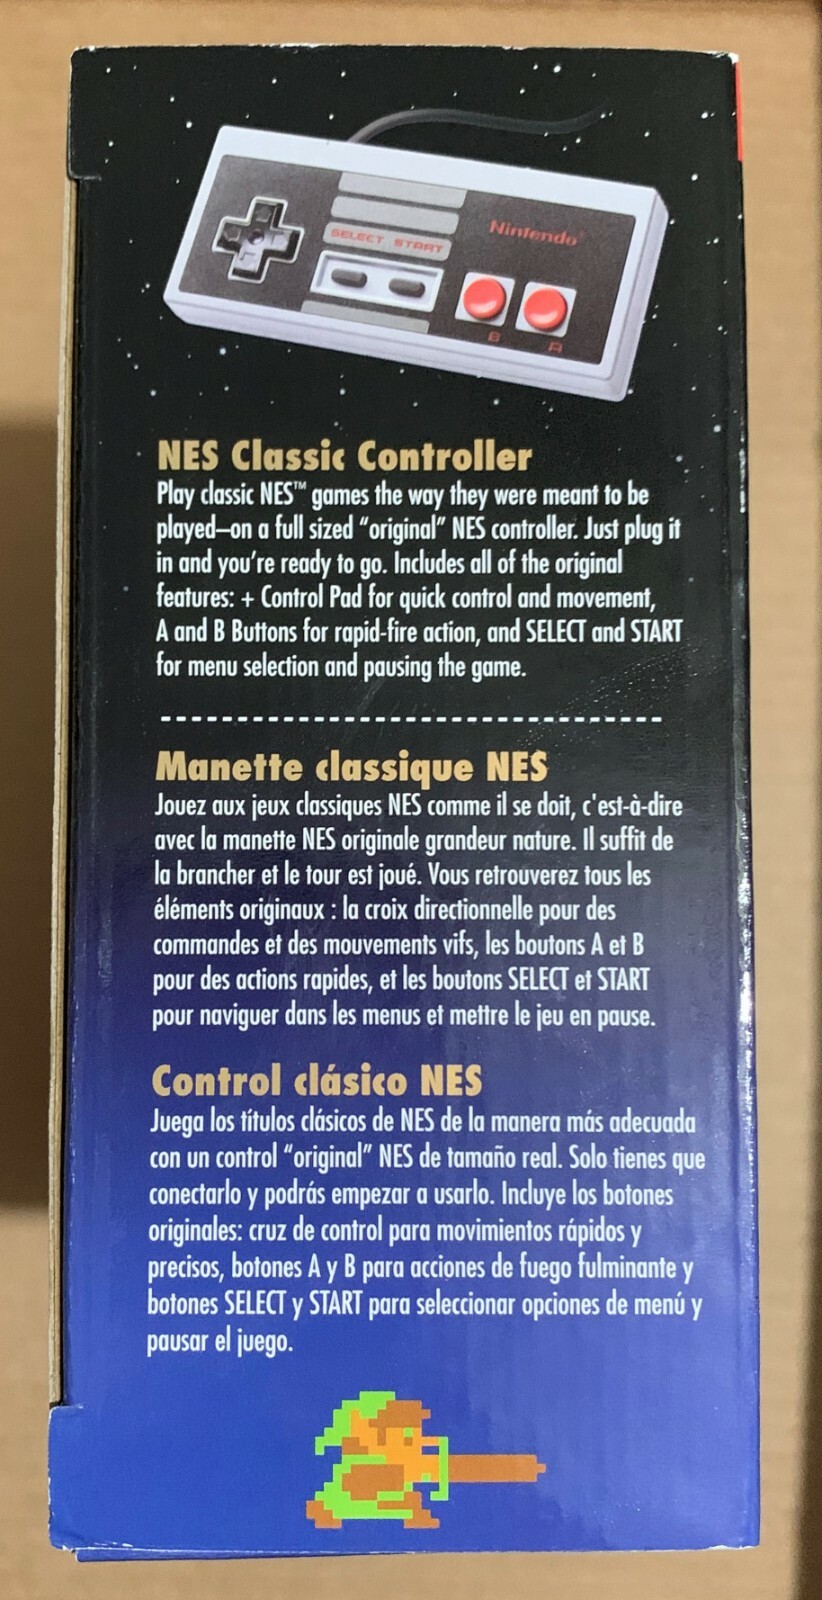 SELECT START
Nintendo®
B A
NES Classic Controller
Play classic NES™ games the way they were meant to be
played–on a full sized “original” NES controller. Just plug it
in and you're ready to go. Includes all of the original
features: + Control Pad for quick control and movement,
A and B Buttons for rapid-fire action, and SELECT and START
for menu selection and pausing the game.
Manette classique NES
Jouez aux jeux classiques NES comme il se doit, c'est-à-dire
avec la manette NES originale grandeur nature. Il suffit de
la brancher et le tour est joué. Vous retrouverez tous les
éléments originaux : la croix directionnelle pour des
commandes et des mouvements vifs, les boutons A et B
pour des actions rapides, et les boutons SELECT et START
pour naviguer dans les menus et mettre le jeu en pause.
Control clásico NES
Juega los títulos clásicos de NES de la manera más adecuada
con un control “original” NES de tamaño real. Solo tienes que
conectarlo y podrás empezar a usarlo. Incluye los botones
originales: cruz de control para movimientos rápidos y
precisos, botones A y B para acciones de fuego fulminante y
botones SELECT y START para seleccionar opciones de menú y
pausar el juego.